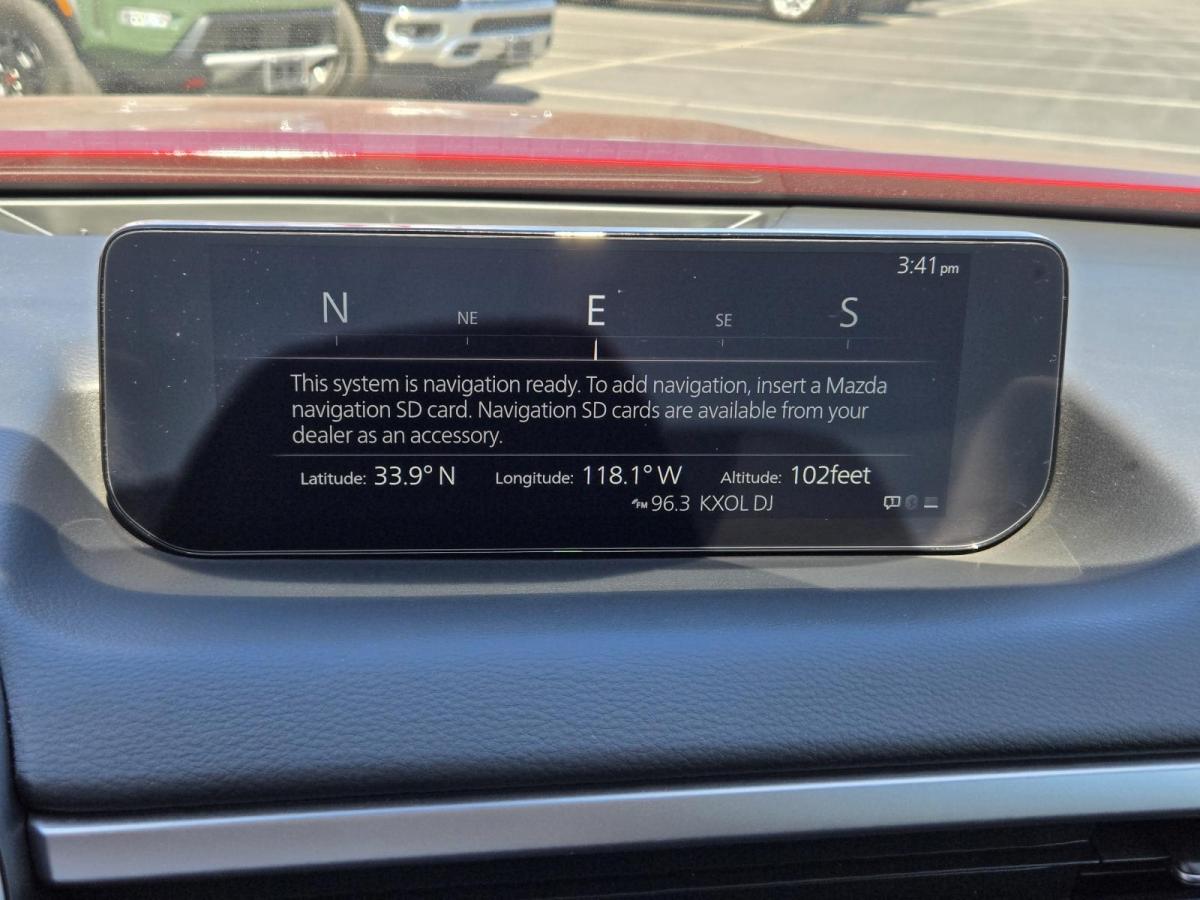 3:41 pm
N NE E SE S
This system is navigation ready. To add navigation, insert a Mazda
navigation SD card. Navigation SD cards are available from your
dealer as an accessory.
Latitude: 33.9° N Longitude: 118.1° W Altitude: 102feet
FM 96.3 KXOL DJ